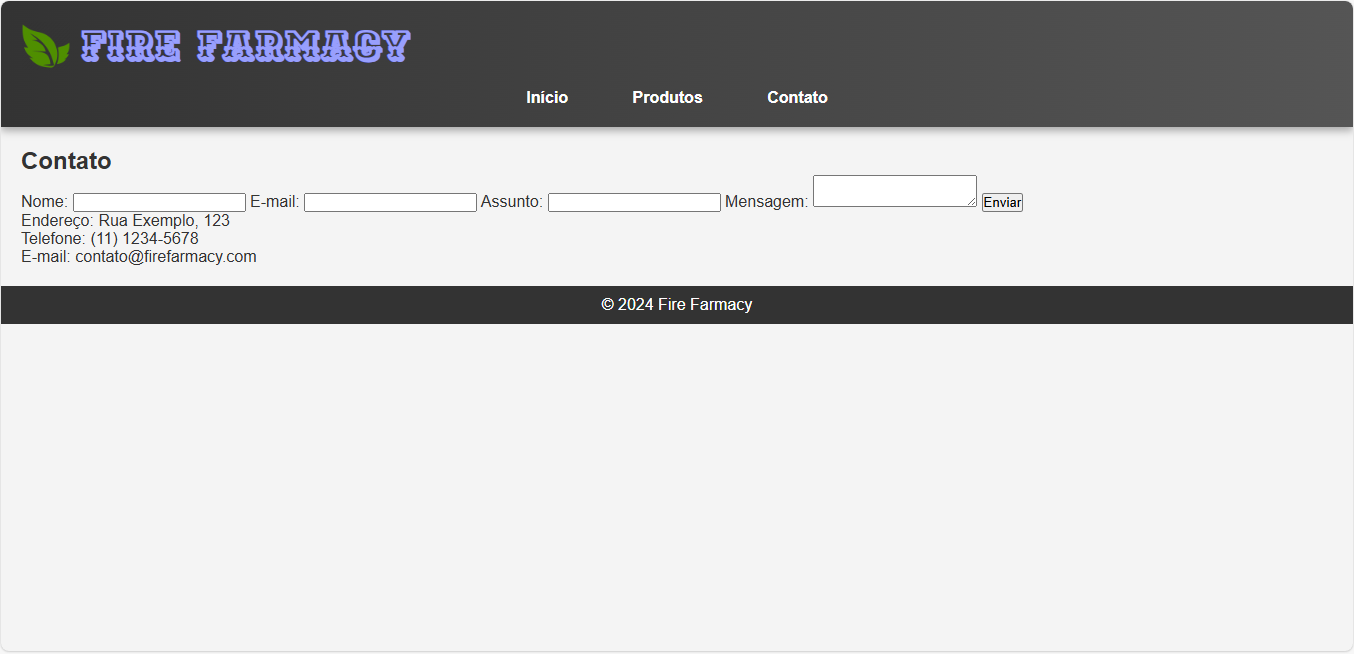 FIRE FARMACY
Início Produtos Contato
Contato
Nome: E-mail: Assunto: Mensagem: Enviar
Endereço: Rua Exemplo, 123
Telefone: (11) 1234-5678
E-mail: contato@firefarmacy.com
© 2024 Fire Farmacy